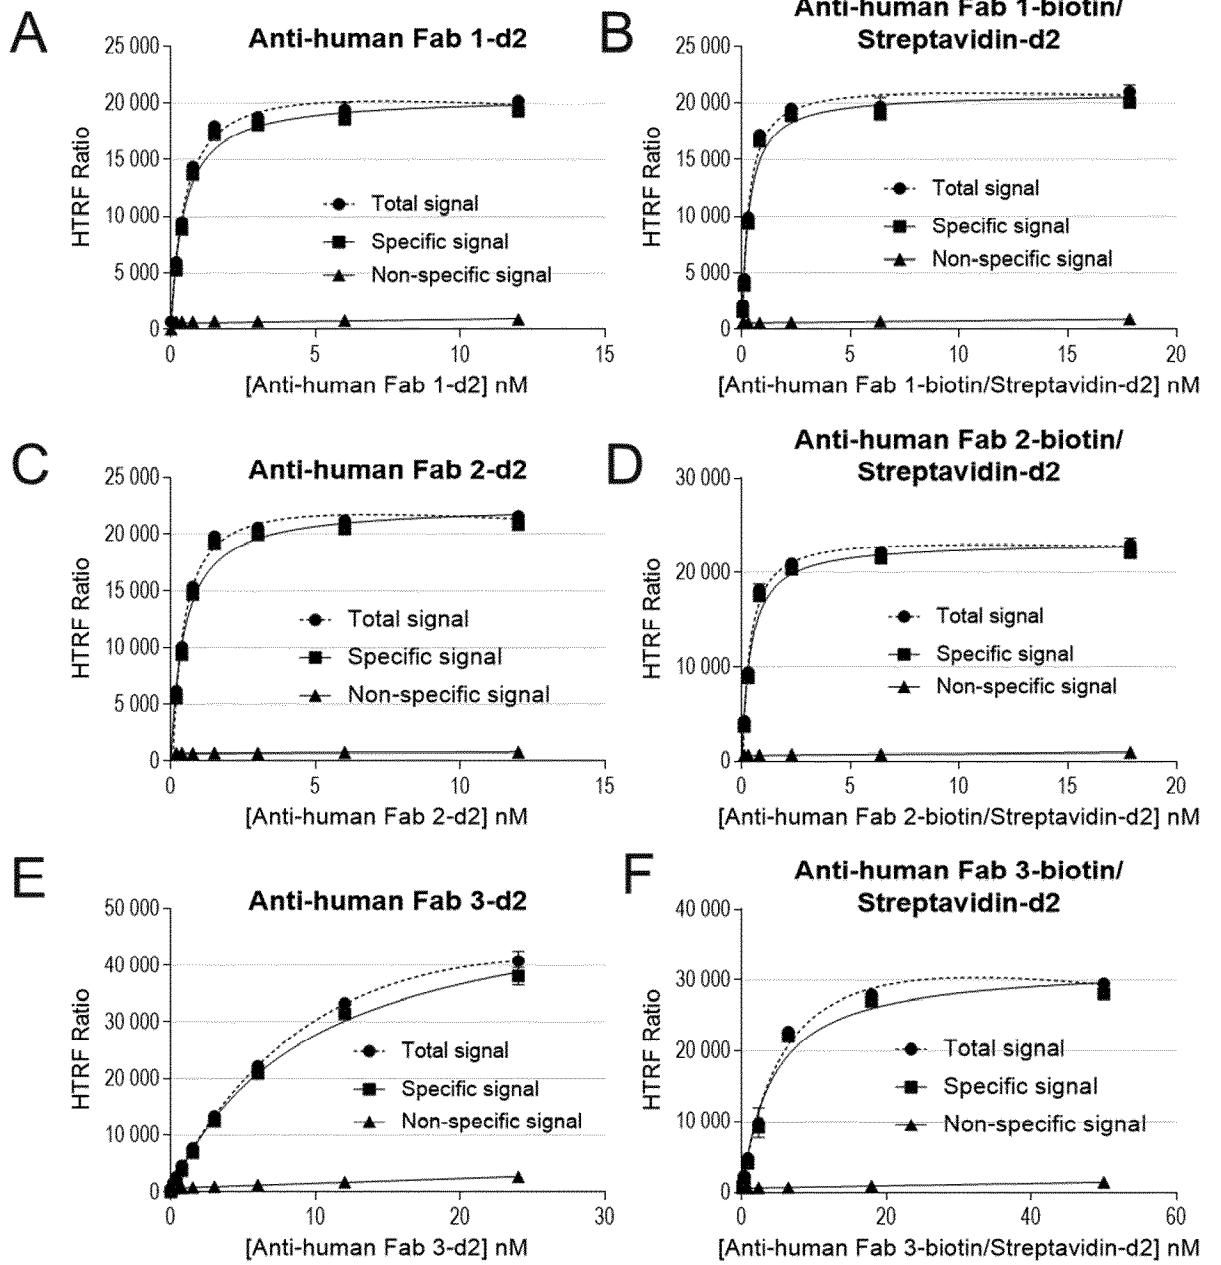 A
Anti-human Fab 1-d2
25 000
20 000
15 000
10 000
5 000
0
HTRF Ratio
Total signal
Specific signal
Non-specific signal
0 5 10 15
[Anti-human Fab 1-d2] nM
B
Anti-human Fab 1-biotin/
Streptavidin-d2
25 000
20 000
15 000
10 000
5 000
0
HTRF Ratio
Total signal
Specific signal
Non-specific signal
0 5 10 15 20
[Anti-human Fab 1-biotin/Streptavidin-d2] nM
C
Anti-human Fab 2-d2
25 000
20 000
15 000
10 000
5 000
0
HTRF Ratio
Total signal
Specific signal
Non-specific signal
0 5 10 15
[Anti-human Fab 2-d2] nM
D
Anti-human Fab 2-biotin/
Streptavidin-d2
30 000
20 000
10 000
0
HTRF Ratio
Total signal
Specific signal
Non-specific signal
0 5 10 15 20
[Anti-human Fab 2-biotin/Streptavidin-d2] nM
E
Anti-human Fab 3-d2
50 000
40 000
30 000
20 000
10 000
0
HTRF Ratio
Total signal
Specific signal
Non-specific signal
0 10 20 30
[Anti-human Fab 3-d2] nM
F
Anti-human Fab 3-biotin/
Streptavidin-d2
40 000
30 000
20 000
10 000
0
HTRF Ratio
Total signal
Specific signal
Non-specific signal
0 20 40 60
[Anti-human Fab 3-biotin/Streptavidin-d2] nM